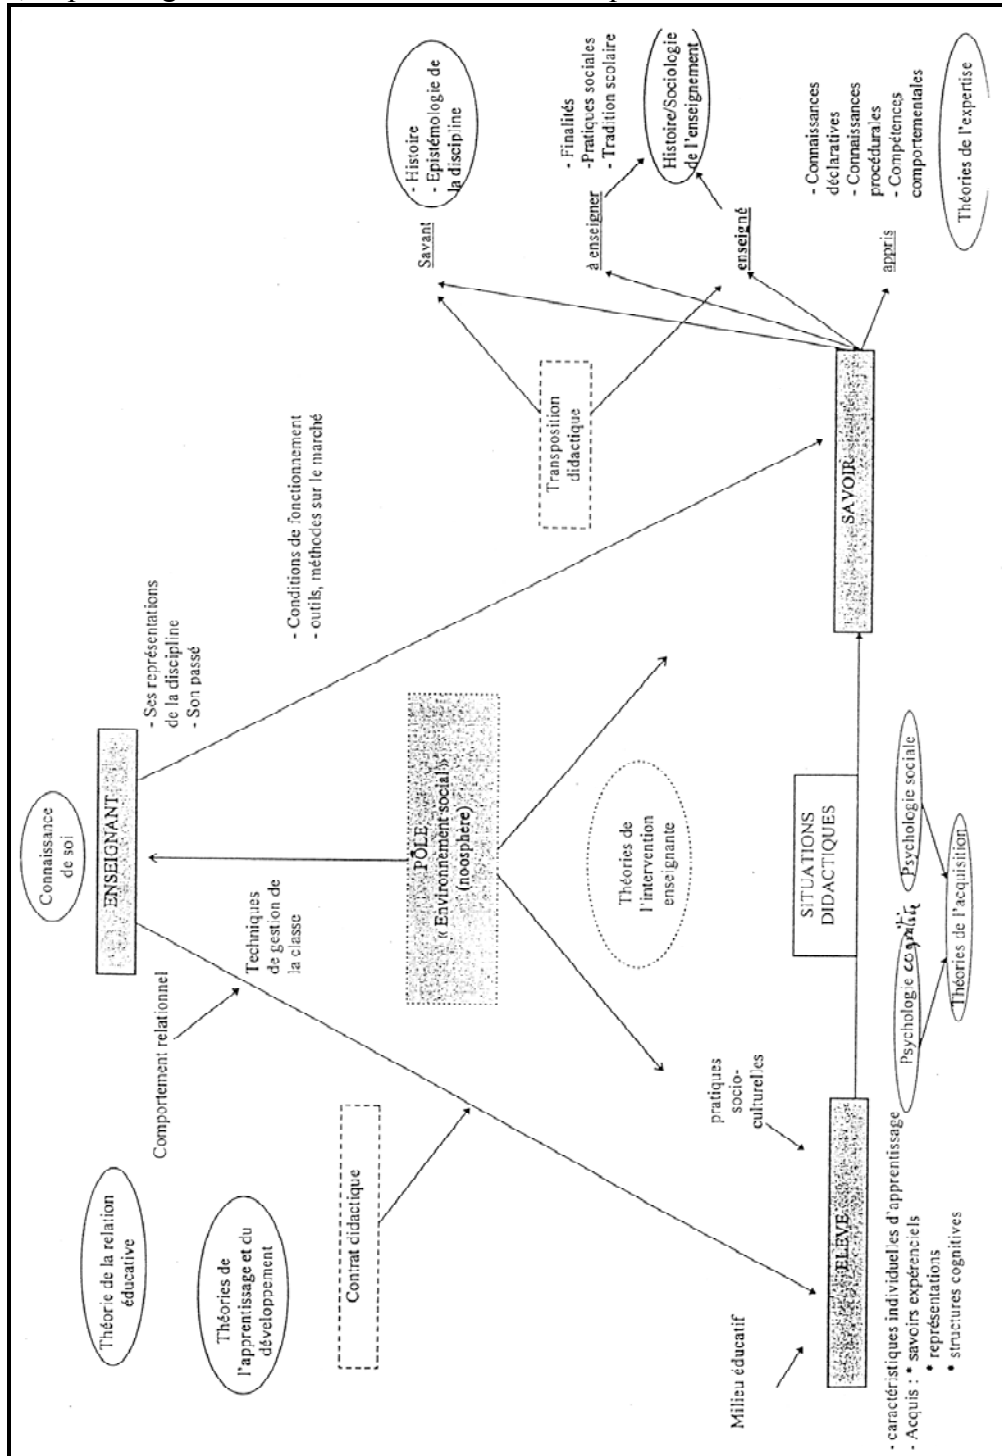 Théorie de la relation
éducative
Théories de
l'apprentissage et du
développement
Contrat didactique
Comportement relationnel
Techniques
de gestion de
la classe
Connaissance
de soi
ENSEIGNANT
- Ses représentations
de la discipline
- Son passé
- Conditions de fonctionnement
- outils, méthodes sur le marché
PÔLE
« Environnement social »
(noosphère)
Théories de
l'intervention
enseignante
Transposition
didactique
Savant
- Histoire
- Epistémologie de
la discipline
à enseigner
- Finalités
-Pratiques sociales
- Tradition scolaire
Histoire/Sociologie
de l'enseignement
enseigné
appris
- Connaissances
déclaratives
- Connaissances
procédurales
- Compétences
comportementales
Théories de l'expertise
Milieu éducatif
pratiques
socio-
culturelles
ELEVE
SITUATIONS
DIDACTIQUES
SAVOIR
- caractéristiques individuelles d'apprentissage
- Acquis : * savoirs expérenciels
* représentations
* structures cognitives
Psychologie cognitiv
Psychologie sociale
Théories de l'acquisition